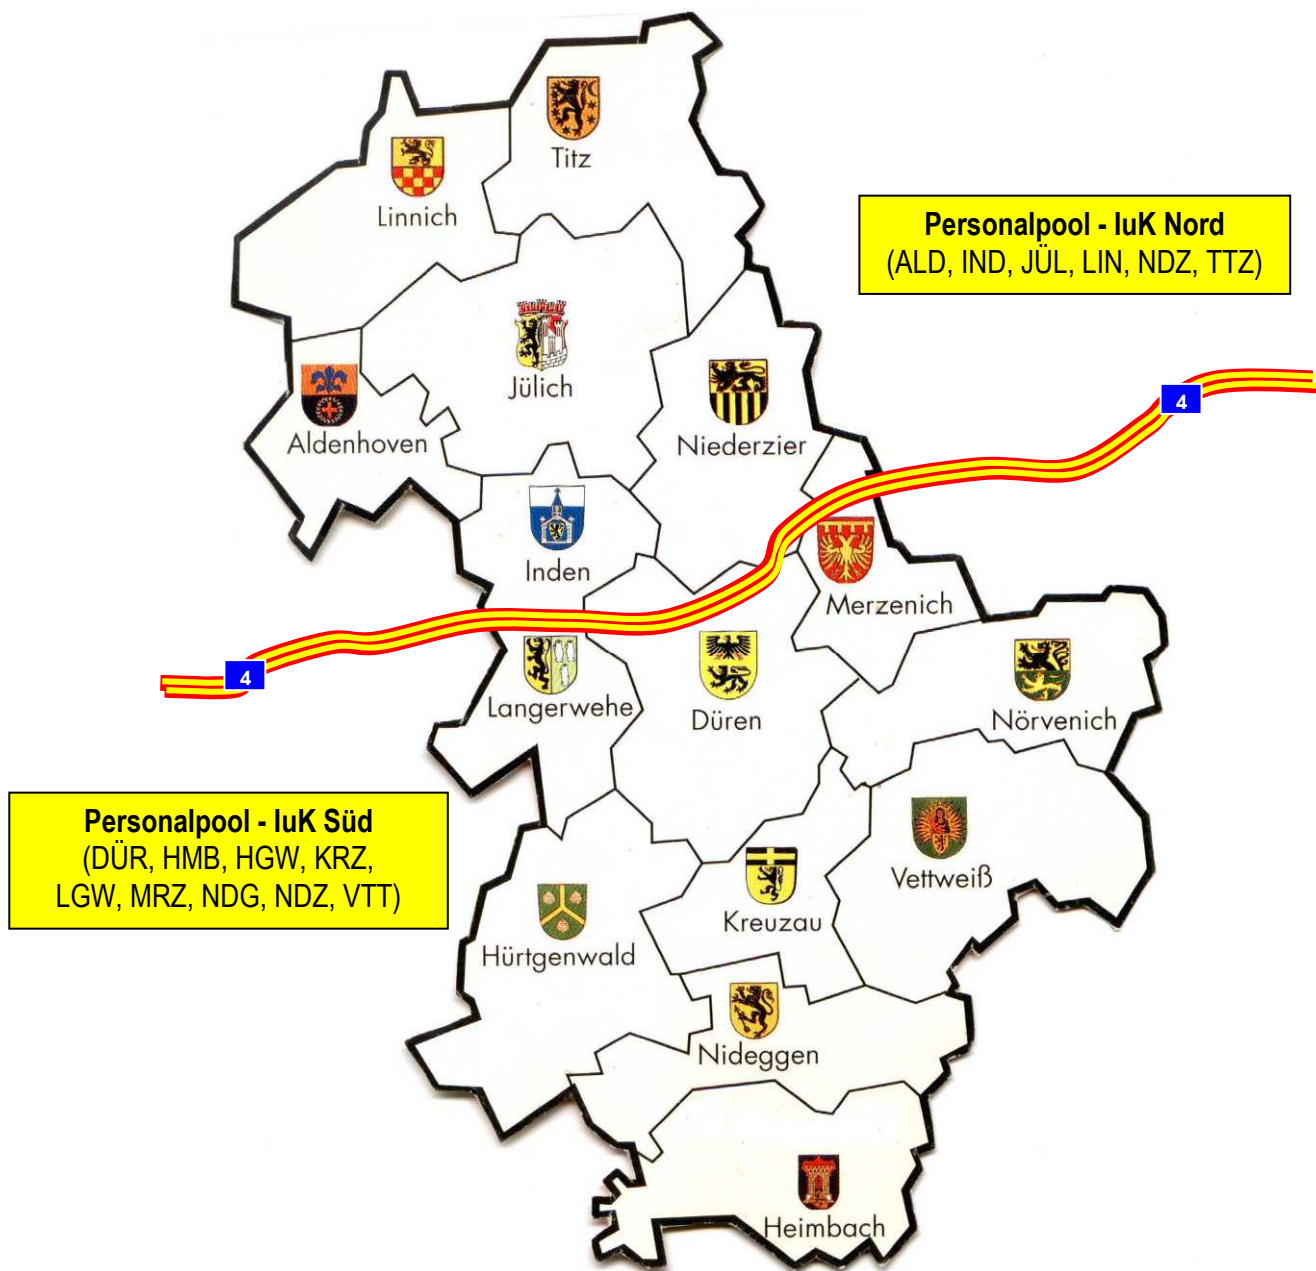 Titz
Linnich
Personalpool - IuK Nord
(ALD, IND, JÜL, LIN, NDZ, TTZ)
Jülich
4
Aldenhoven
Niederzier
Inden
Merzenich
4
Langerwehe
Düren
Nörvenich
Personalpool - IuK Süd
(DÜR, HMB, HGW, KRZ,
LGW, MRZ, NDG, NDZ, VTT)
Vettweiß
Kreuzau
Hürtgenwald
Nideggen
Heimbach